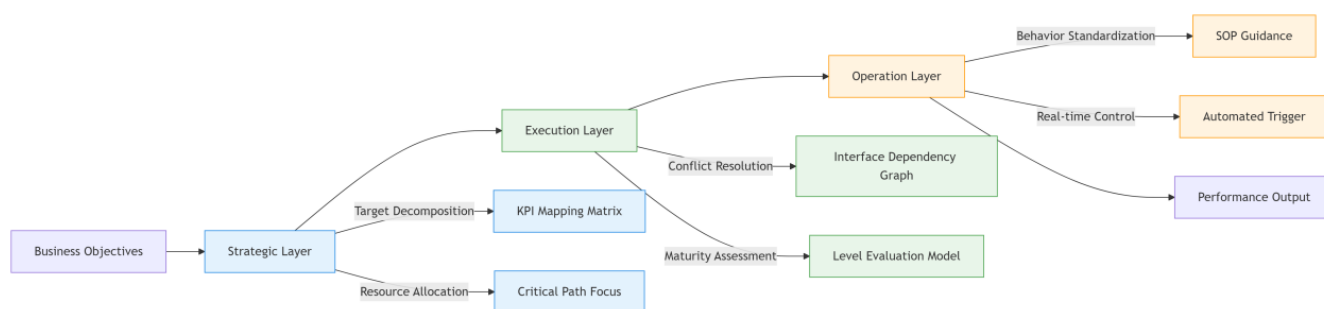 Behavior Standardization
SOP Guidance
Operation Layer
Real-time Control
Automated Trigger
Execution Layer
Conflict Resolution
Interface Dependency
Graph
Target Decomposition
KPI Mapping Matrix
Performance Output
Business Objectives
Strategic Layer
Maturity Assessment
Level Evaluation Model
Resource Allocation
Critical Path Focus